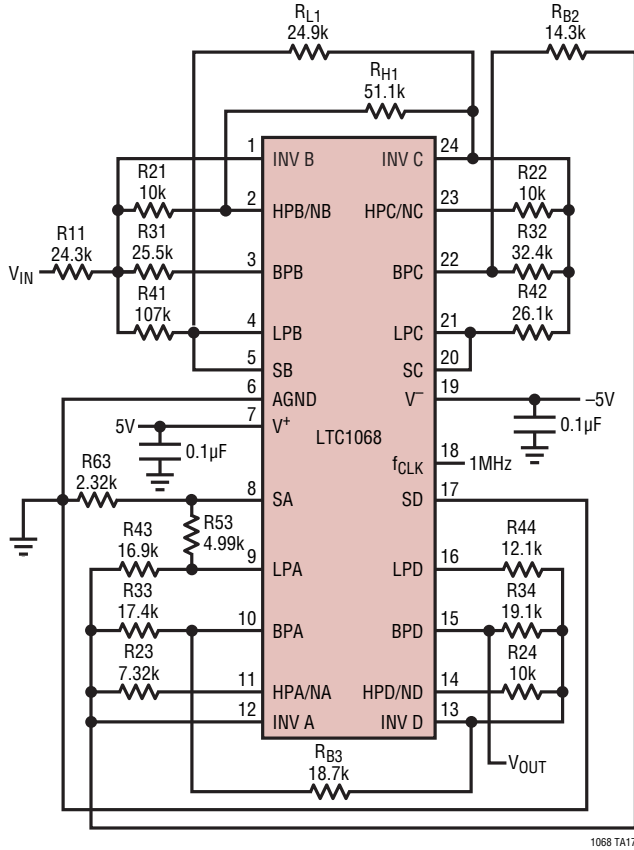 RL1
24.9k
RB2
14.3k
RH1
51.1k
1 INV B INV C 24
R21
10k
R22
10k
2 HPB/NB HPC/NC 23
R11
24.3k
R31
25.5k
R32
32.4k
VIN
3 BPB BPC 22
R41
107k
R42
26.1k
4 LPB LPC 21
5 SB SC 20
6 AGND V– 19
–5V
5V
7 V+
0.1µF
0.1µF
LTC1068
fCLK 18 1MHz
R63
2.32k
8 SA SD 17
R53
4.99k
R43
16.9k
R44
12.1k
9 LPA LPD 16
R33
17.4k
R34
19.1k
10 BPA BPD 15
R23
7.32k
R24
10k
11 HPA/NA HPD/ND 14
12 INV A INV D 13
RB3
18.7k
VOUT
1068 TA17